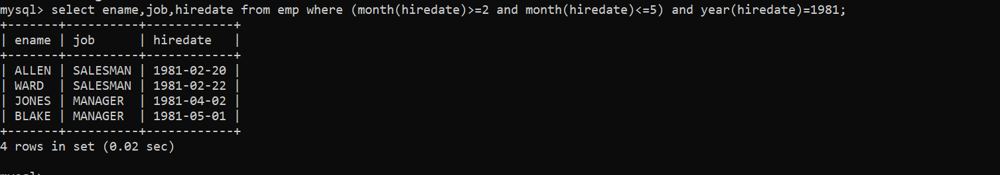 mysql> select ename,job,hiredate from emp where (month(hiredate)>=2 and month(hiredate)<=5) and year(hiredate)=1981;
+-------+----------+------------+
| ename | job      | hiredate   |
+-------+----------+------------+
| ALLEN | SALESMAN | 1981-02-20 |
| WARD  | SALESMAN | 1981-02-22 |
| JONES | MANAGER  | 1981-04-02 |
| BLAKE | MANAGER  | 1981-05-01 |
+-------+----------+------------+
4 rows in set (0.02 sec)
mysql>